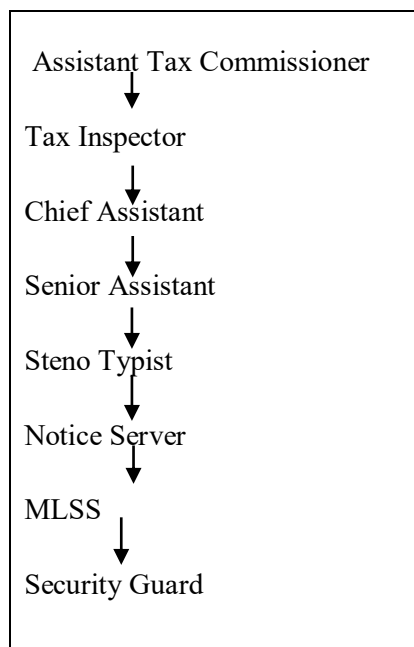 Assistant Tax Commissioner
Tax Inspector
Chief Assistant
Senior Assistant
Steno Typist
Notice Server
MLSS
Security Guard